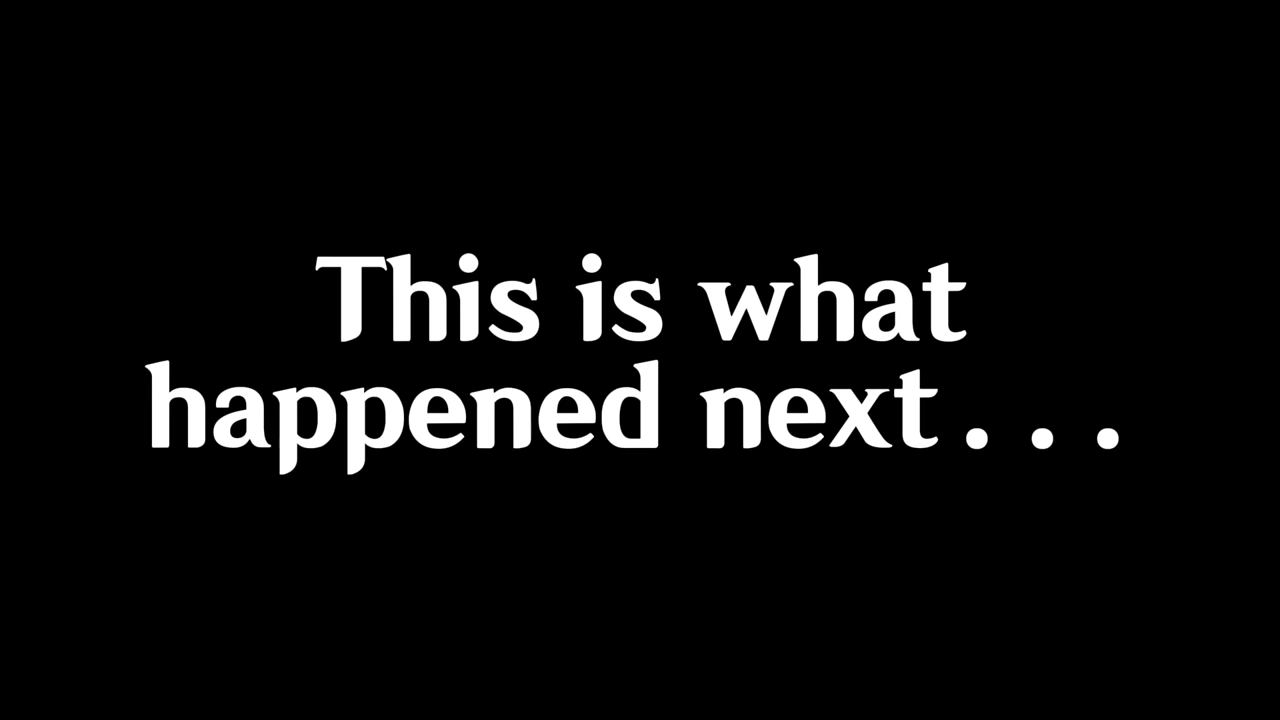 This is what
happened next . . .